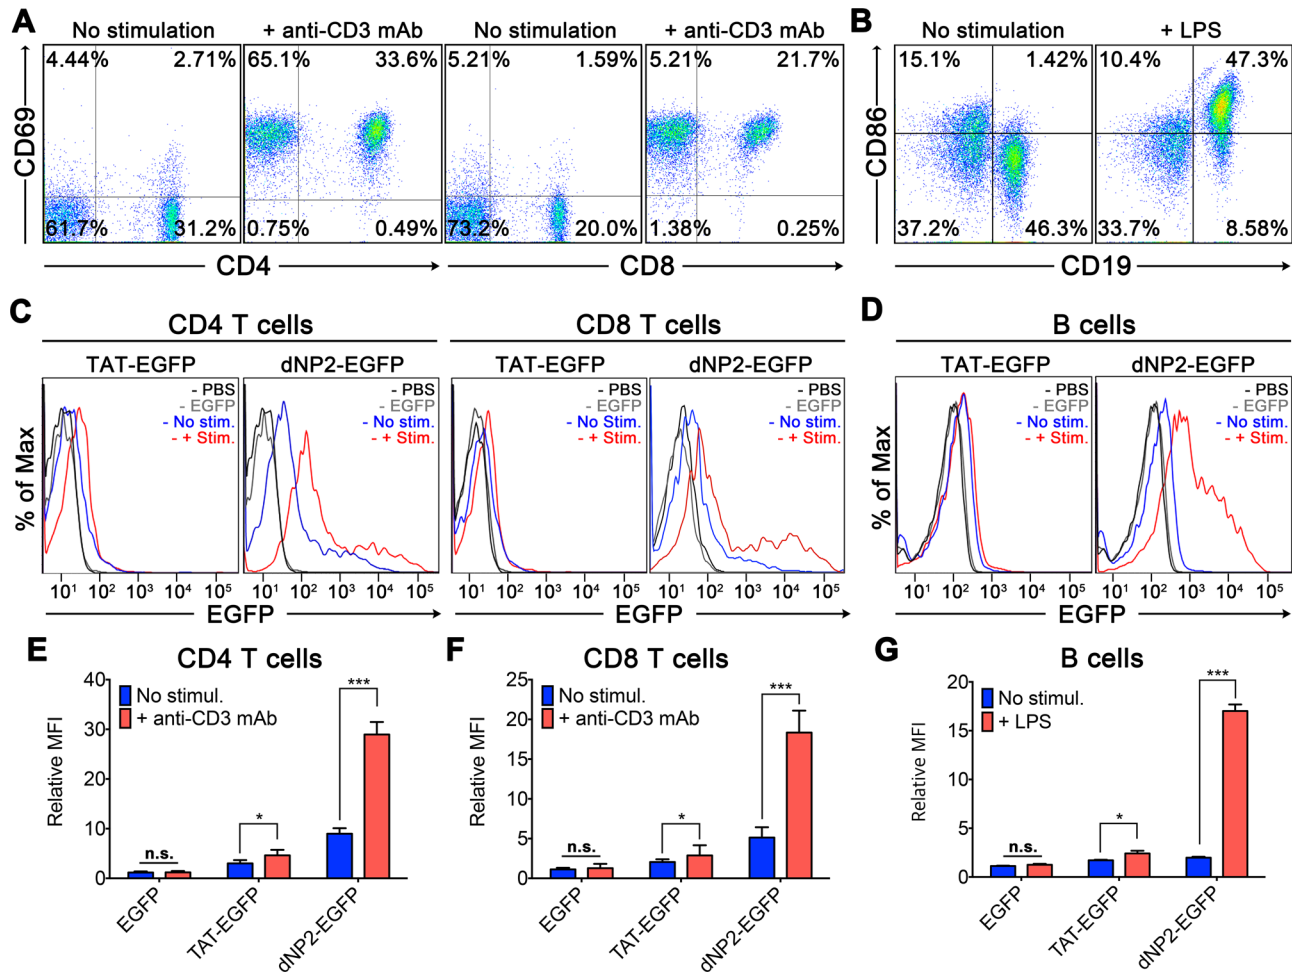 A
No stimulation
+ anti-CD3 mAb
No stimulation
+ anti-CD3 mAb
4.44%
2.71%
65.1%
33.6%
5.21%
1.59%
5.21%
21.7%
CD69
61.7%
31.2%
0.75%
0.49%
73.2%
20.0%
1.38%
0.25%
CD4
CD8
B
No stimulation
+ LPS
15.1%
1.42%
10.4%
47.3%
CD86
37.2%
46.3%
33.7%
8.58%
CD19
C
CD4 T cells
CD8 T cells
TAT-EGFP
dNP2-EGFP
TAT-EGFP
dNP2-EGFP
- PBS
- EGFP
- No stim.
- + Stim.
- PBS
- EGFP
- No stim.
- + Stim.
- PBS
- EGFP
- No Stim.
- + Stim.
- PBS
- EGFP
- No stim.
- + Stim.
% of Max
10¹ 10² 10³ 10⁴ 10⁵
10¹ 10² 10³ 10⁴ 10⁵
10¹ 10² 10³ 10⁴ 10⁵
10¹ 10² 10³ 10⁴ 10⁵
EGFP
EGFP
D
B cells
TAT-EGFP
dNP2-EGFP
- PBS
- EGFP
- No stim.
- + Stim.
- PBS
- EGFP
- No stim.
- + Stim.
% of Max
10¹ 10² 10³ 10⁴ 10⁵
10¹ 10² 10³ 10⁴ 10⁵
EGFP
E
CD4 T cells
No stimul.
+ anti-CD3 mAb
Relative MFI
40
30
20
10
0
n.s.
*
***
EGFP
TAT-EGFP
dNP2-EGFP
F
CD8 T cells
No stimul.
+ anti-CD3 mAb
Relative MFI
25
20
15
10
5
0
n.s.
*
***
EGFP
TAT-EGFP
dNP2-EGFP
G
B cells
No stimul.
+ LPS
Relative MFI
20
15
10
5
0
n.s.
*
***
EGFP
TAT-EGFP
dNP2-EGFP